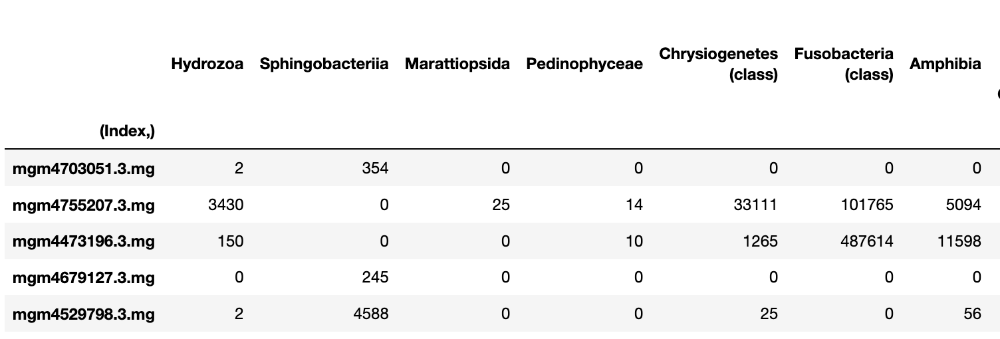 Hydrozoa Sphingobacteriia Marattiopsida Pedinophyceae Chrysiogenetes (class) Fusobacteria (class) Amphibia
(Index,)
mgm4703051.3.mg 2 354 0 0 0 0 0
mgm4755207.3.mg 3430 0 25 14 33111 101765 5094
mgm4473196.3.mg 150 0 0 10 1265 487614 11598
mgm4679127.3.mg 0 245 0 0 0 0 0
mgm4529798.3.mg 2 4588 0 0 25 0 56